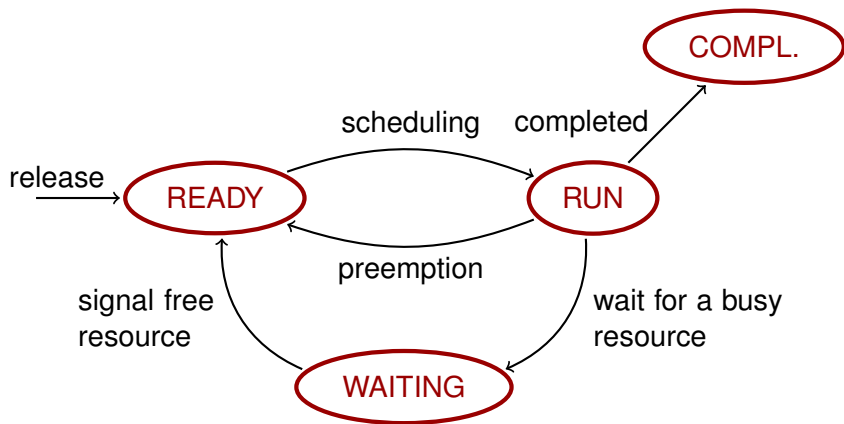 COMPL.
scheduling
completed
release
READY
RUN
preemption
signal free
resource
wait for a busy
resource
WAITING